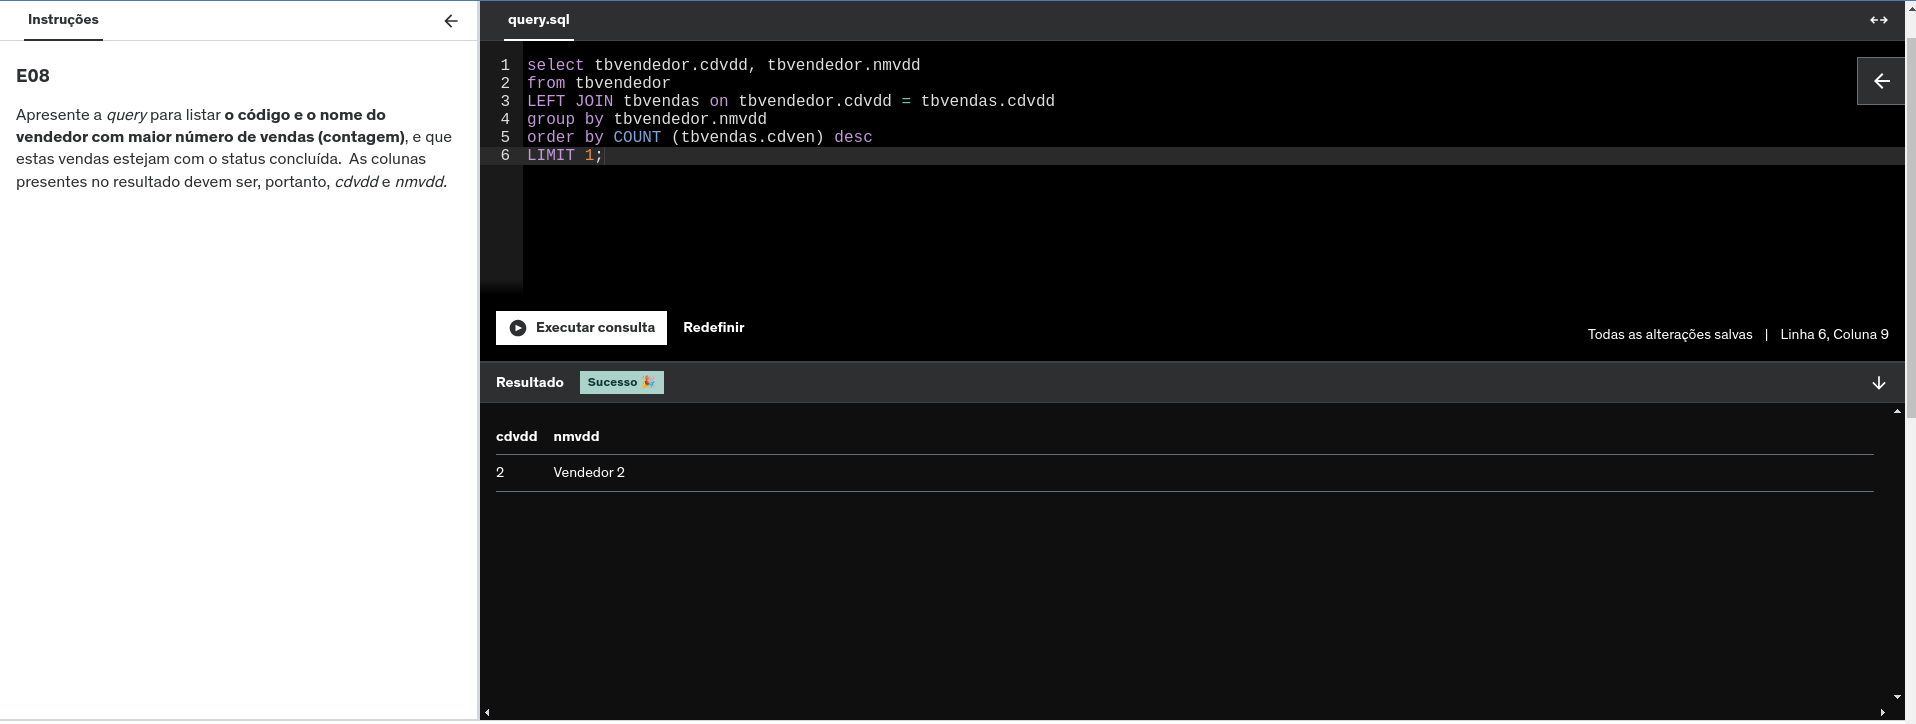 Instruções
E08
Apresente a query para listar o código e o nome do
vendedor com maior número de vendas (contagem), e que
estas vendas estejam com o status concluída.  As colunas
presentes no resultado devem ser, portanto, cdvdd e nmvdd.
query.sql
1 select tbvendedor.cdvdd, tbvendedor.nmvdd
2 from tbvendedor
3 LEFT JOIN tbvendas on tbvendedor.cdvdd = tbvendas.cdvdd
4 group by tbvendedor.nmvdd
5 order by COUNT (tbvendas.cdven) desc
6 LIMIT 1;
Executar consulta Redefinir
Todas as alterações salvas | Linha 6, Coluna 9
Resultado Sucesso 🎉
cdvdd nmvdd
2 Vendedor 2